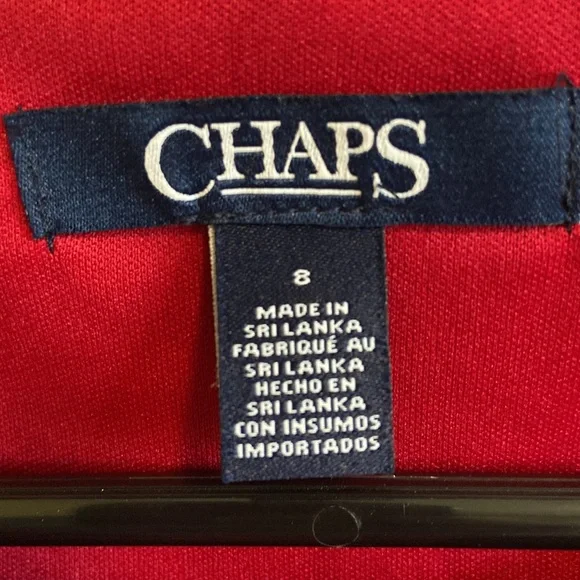 CHAPS
8
MADE IN
SRI LANKA
FABRIQUÉ AU
SRI LANKA
HECHO EN
SRI LANKA
CON INSUMOS
IMPORTADOS